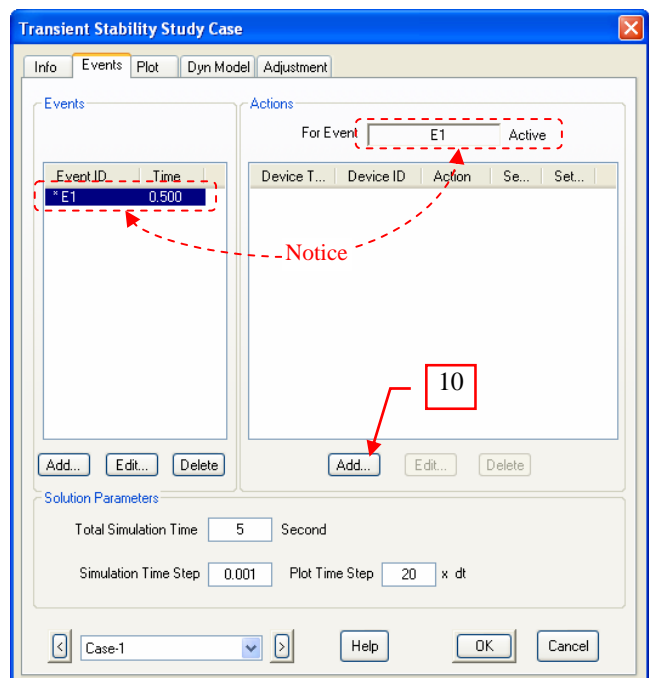 Transient Stability Study Case
Info Events Plot Dyn Model Adjustment
Events
Actions
For Event E1 Active
Event ID Time
* E1 0.500
Device T... Device ID Action Se... Set...
Notice
10
Add... Edit... Delete
Add... Edit... Delete
Solution Parameters
Total Simulation Time 5 Second
Simulation Time Step 0.001 Plot Time Step 20 x dt
< Case-1 > Help OK Cancel